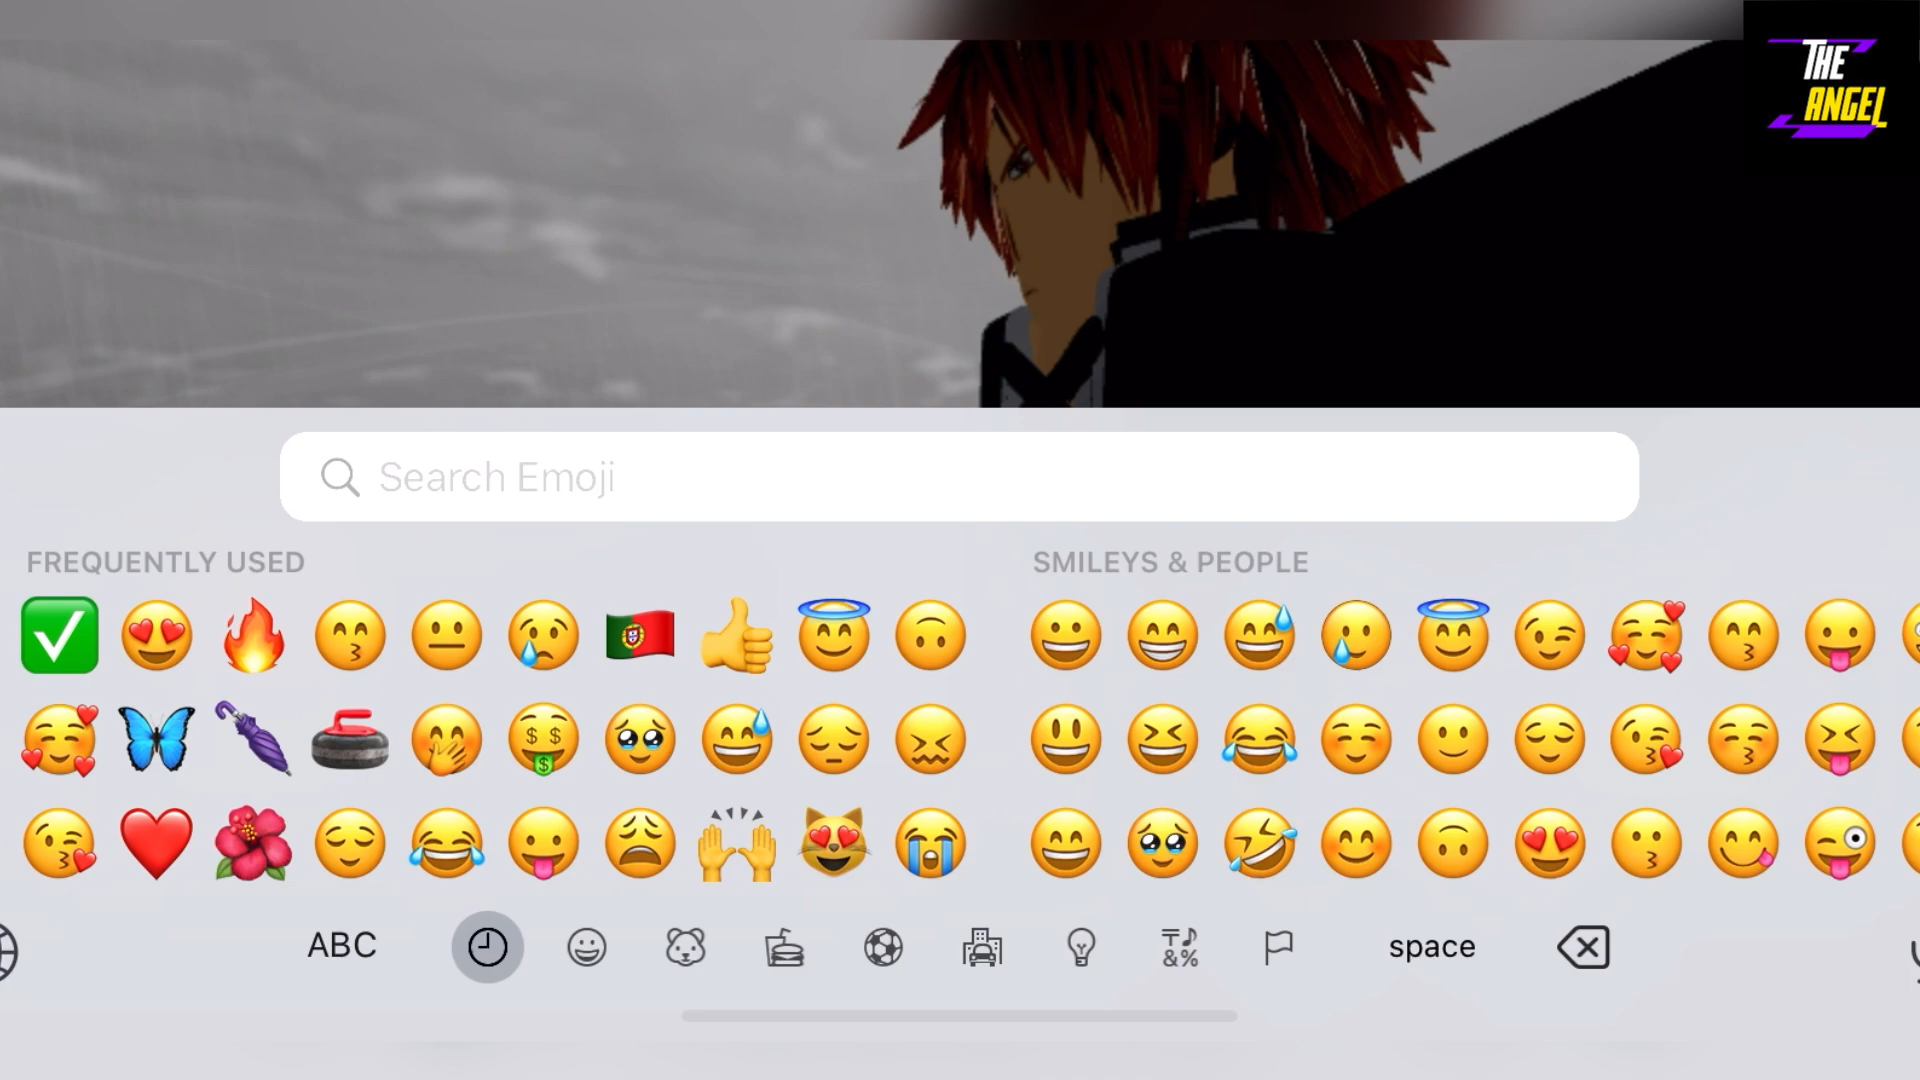 THE
ANGEL
Search Emoji
FREQUENTLY USED
SMILEYS & PEOPLE
ABC
space